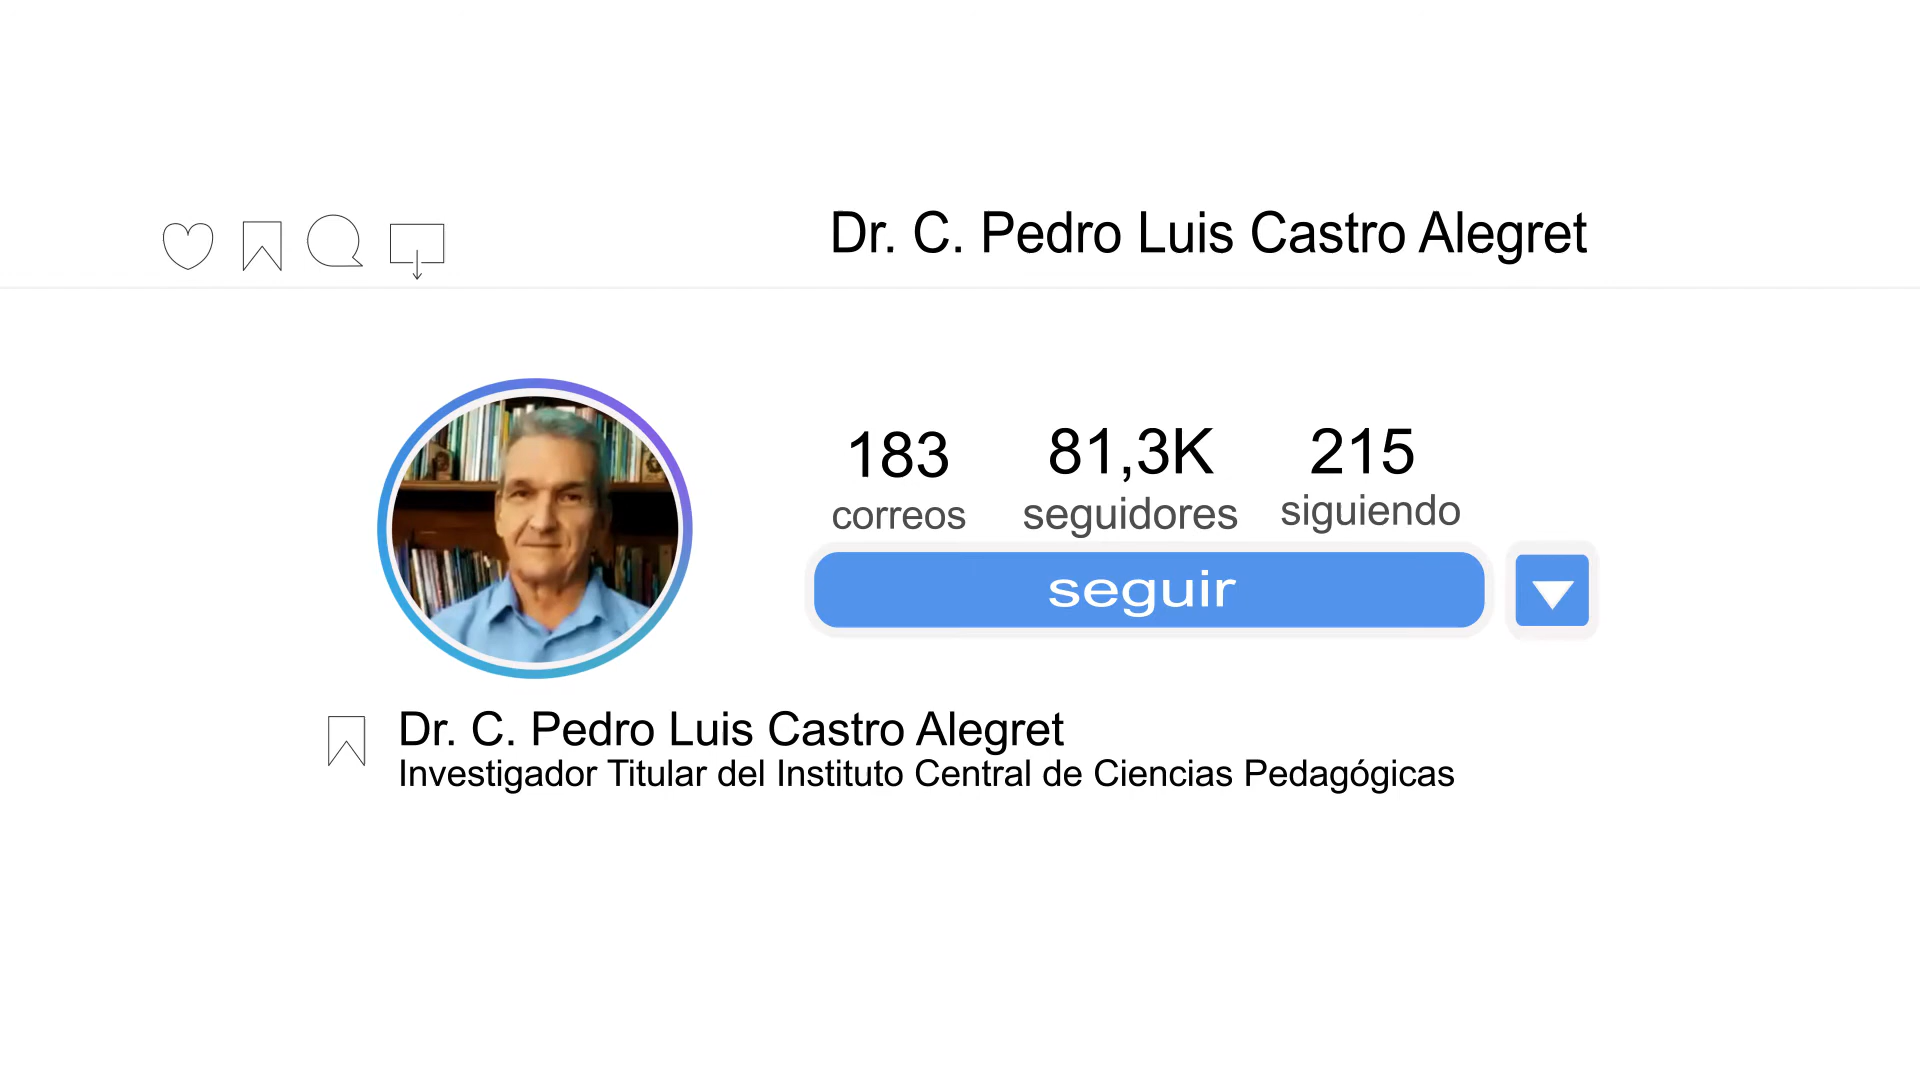 Dr. C. Pedro Luis Castro Alegret
183 81,3K 215
correos seguidores siguiendo
seguir
Dr. C. Pedro Luis Castro Alegret
Investigador Titular del Instituto Central de Ciencias Pedagógicas